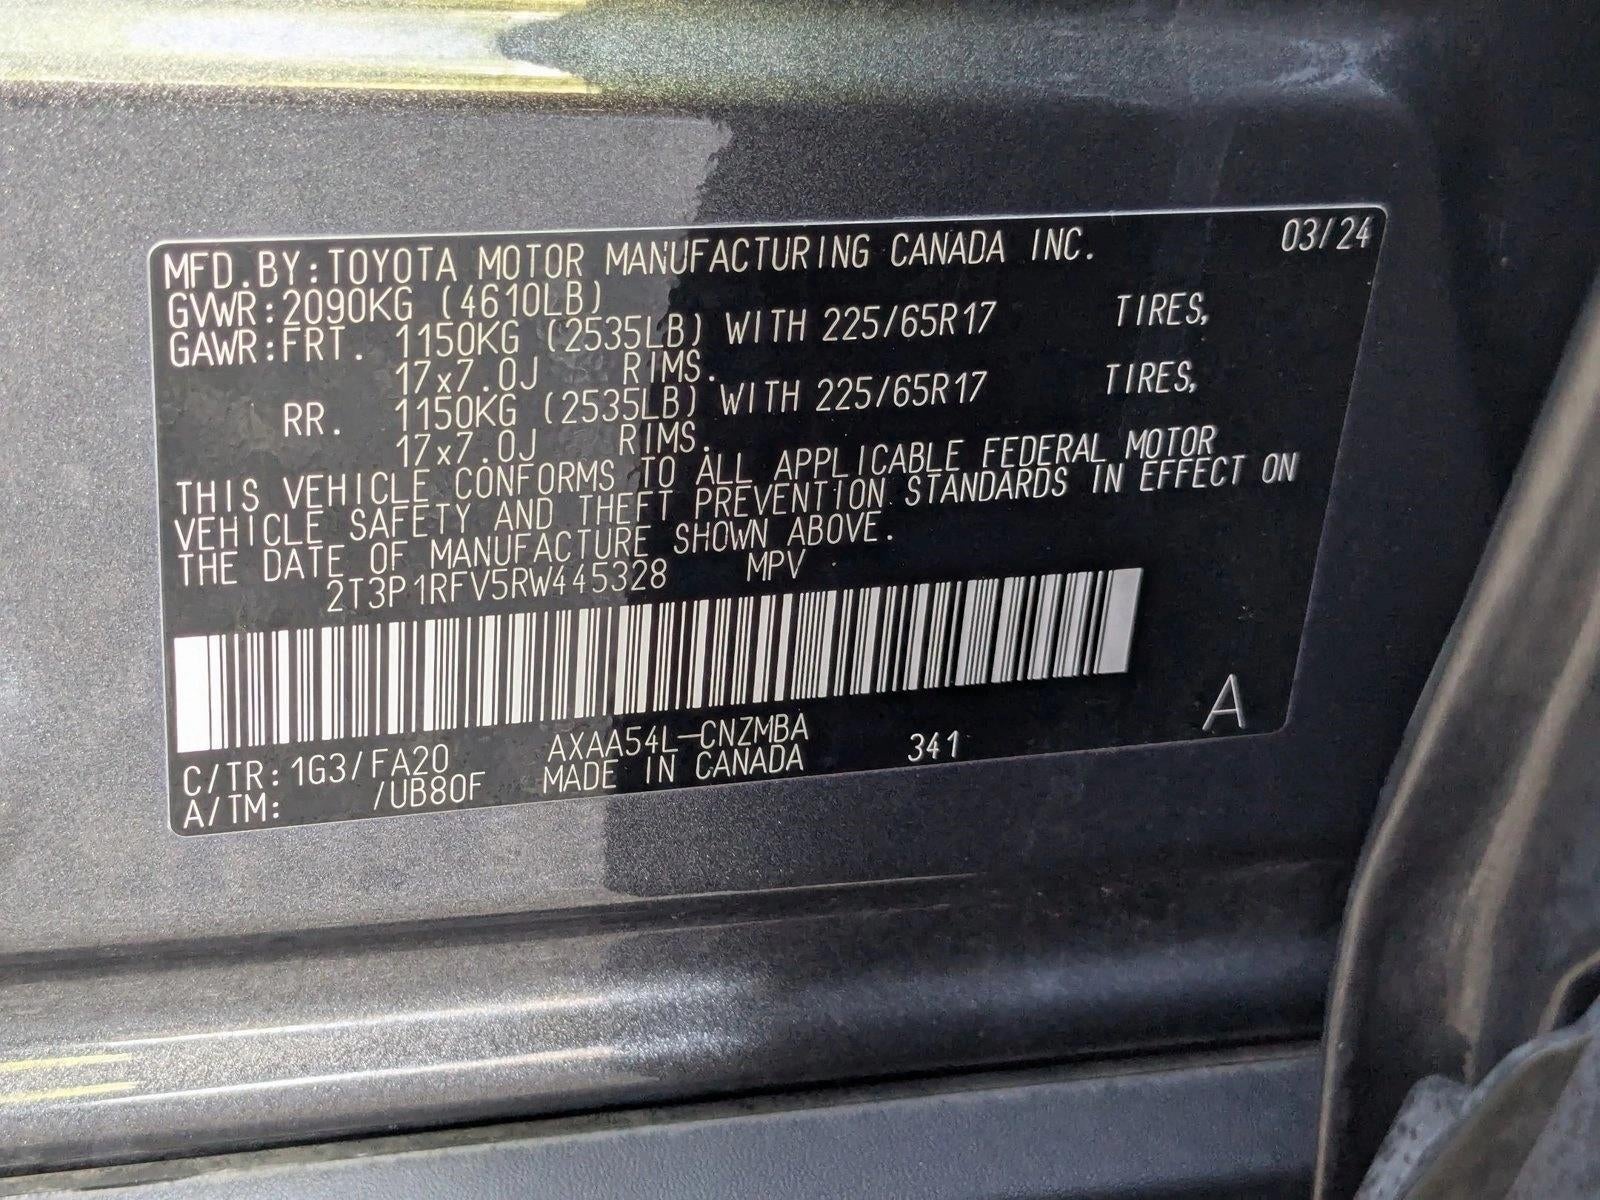 MFD.BY:TOYOTA MOTOR MANUFACTURING CANADA INC. 03/24
GVWR:2090KG (4610LB)
GAWR:FRT. 1150KG (2535LB) WITH 225/65R17 TIRES,
17x7.0J RIMS.
RR. 1150KG (2535LB) WITH 225/65R17 TIRES,
17x7.0J RIMS.
THIS VEHICLE CONFORMS TO ALL APPLICABLE FEDERAL MOTOR
VEHICLE SAFETY AND THEFT PREVENTION STANDARDS IN EFFECT ON
THE DATE OF MANUFACTURE SHOWN ABOVE.
2T3P1RFV5RW445328 MPV
A
C/TR:1G3/FA20 AXAA54L-CNZMBA 341
A/TM: /UB80F MADE IN CANADA